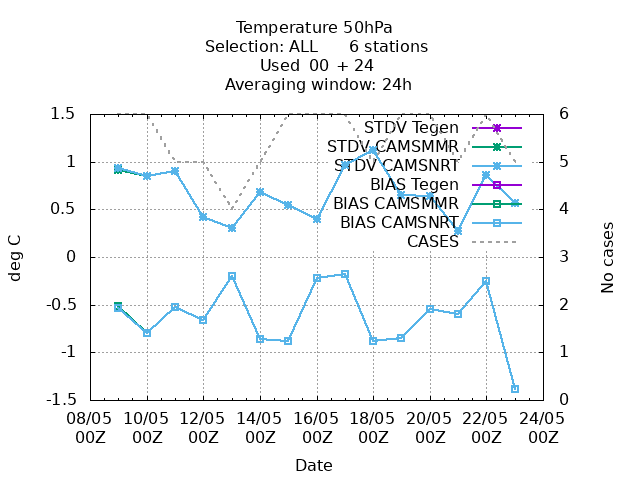 Temperature 50hPa
Selection: ALL      6 stations
Used  00 + 24
Averaging window: 24h
1.5
1
0.5
0
-0.5
-1
-1.5
deg C
6
5
4
3
2
1
0
No cases
STDV Tegen
STDV CAMSMMR
STDV CAMSNRT
BIAS Tegen
BIAS CAMSMMR
BIAS CAMSNRT
CASES
08/05 10/05 12/05 14/05 16/05 18/05 20/05 22/05 24/05
00Z 00Z 00Z 00Z 00Z 00Z 00Z 00Z 00Z
Date